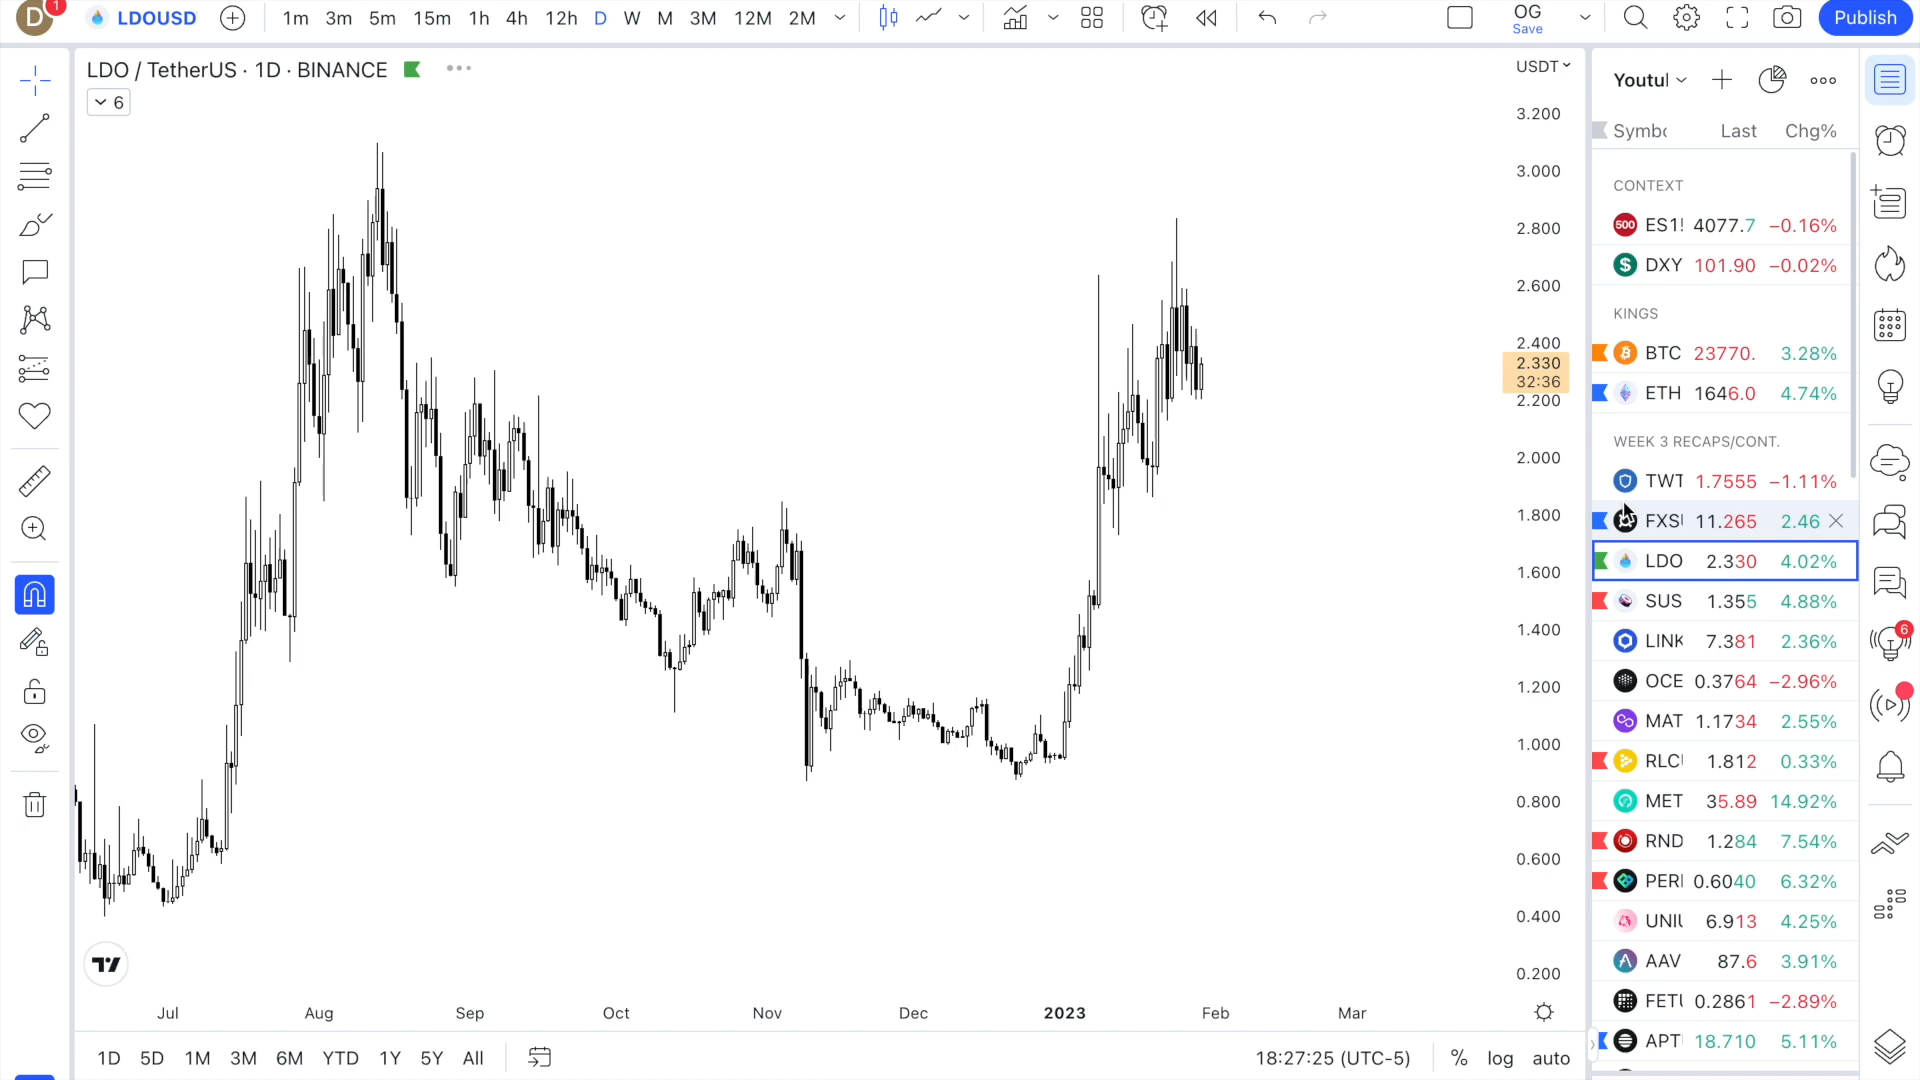 D 1 LDOUSD 1m 3m 5m 15m 1h 4h 12h D W M 3M 12M 2M OG Save Publish
LDO / TetherUS · 1D · BINANCE
6
USDT
3.200
3.000
2.800
2.600
2.400
2.330
32:36
2.200
2.000
1.800
1.600
1.400
1.200
1.000
0.800
0.600
0.400
0.200
Jul Aug Sep Oct Nov Dec 2023 Feb Mar
1D 5D 1M 3M 6M YTD 1Y 5Y All 18:27:25 (UTC-5) % log auto
Youtul
Symbo Last Chg%
CONTEXT
500 ES1! 4077.7 −0.16%
$ DXY 101.90 −0.02%
KINGS
BTC 23770. 3.28%
ETH 1646.0 4.74%
WEEK 3 RECAPS/CONT.
TWT 1.7555 −1.11%
FXSU 11.265 2.46
LDO 2.330 4.02%
SUS 1.355 4.88%
LINK 7.381 2.36%
OCE 0.3764 −2.96%
MAT 1.1734 2.55%
RLCU 1.812 0.33%
MET 35.89 14.92%
RND 1.284 7.54%
PERI 0.6040 6.32%
UNIU 6.913 4.25%
AAV 87.6 3.91%
FETU 0.2861 −2.89%
APT 18.710 5.11%
6